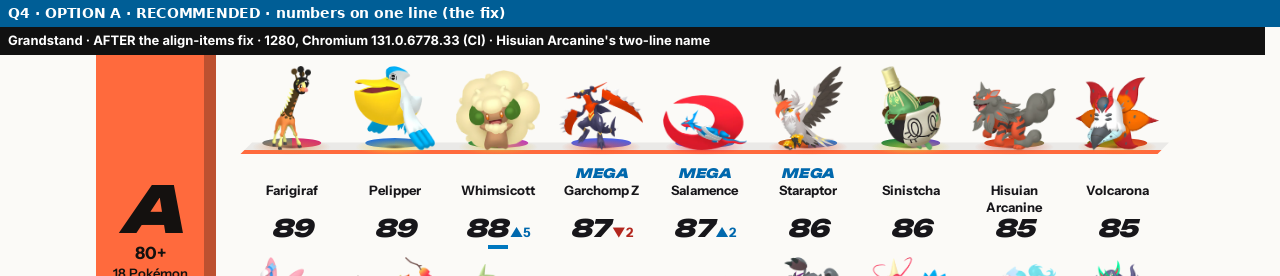 Q4 · OPTION A · RECOMMENDED · numbers on one line (the fix)
Grandstand · AFTER the align-items fix · 1280, Chromium 131.0.6778.33 (CI) · Hisuian Arcanine's two-line name
MEGA MEGA MEGA
Farigiraf Pelipper Whimsicott Garchomp Z Salamence Staraptor Sinistcha Hisuian Volcarona
Arcanine
A
89 89 88▲5 87▼2 87▲2 86 86 85 85
80+
18 Pokémon